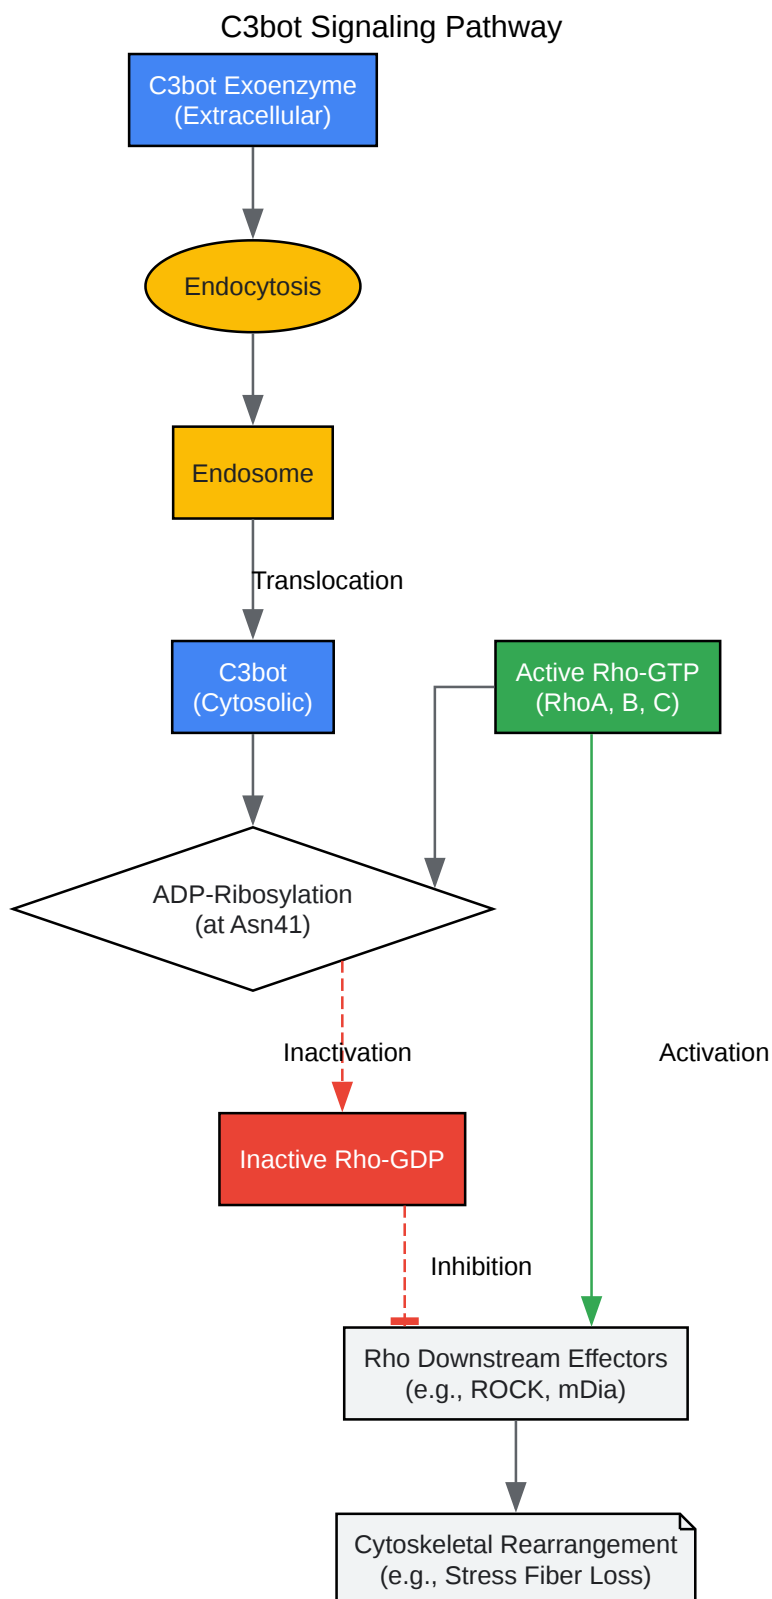 C3bot Signaling Pathway
C3bot Exoenzyme
(Extracellular)
Endocytosis
Endosome
Translocation
C3bot
(Cytosolic)
Active Rho-GTP
(RhoA, B, C)
ADP-Ribosylation
(at Asn41)
Inactivation
Activation
Inactive Rho-GDP
Inhibition
Rho Downstream Effectors
(e.g., ROCK, mDia)
Cytoskeletal Rearrangement
(e.g., Stress Fiber Loss)